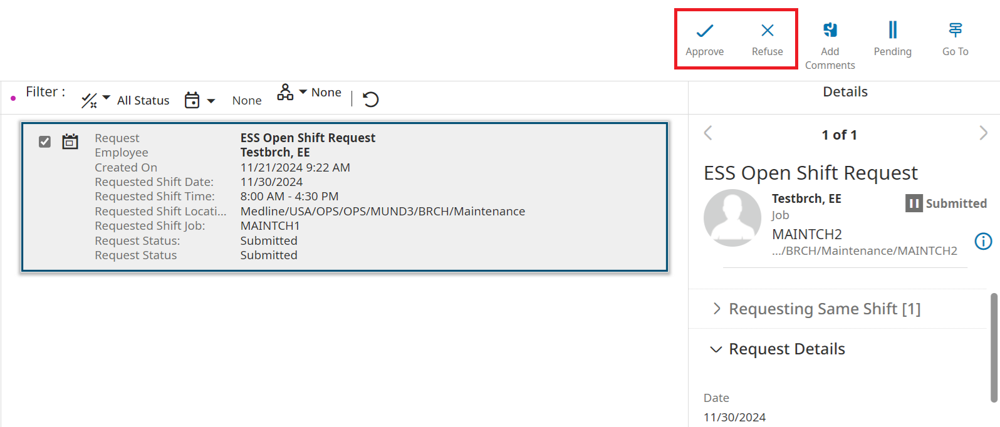 Approve
Refuse
Add
Comments
Pending
Go To
Filter :
All Status
None
None
Details
Request ESS Open Shift Request
Employee Testbrch, EE
Created On 11/21/2024 9:22 AM
Requested Shift Date: 11/30/2024
Requested Shift Time: 8:00 AM - 4:30 PM
Requested Shift Locati... Medline/USA/OPS/OPS/MUND3/BRCH/Maintenance
Requested Shift Job: MAINTCH1
Request Status: Submitted
Request Status Submitted
1 of 1
ESS Open Shift Request
Testbrch, EE
Submitted
Job
MAINTCH2
.../BRCH/Maintenance/MAINTCH2
Requesting Same Shift [1]
Request Details
Date
11/30/2024